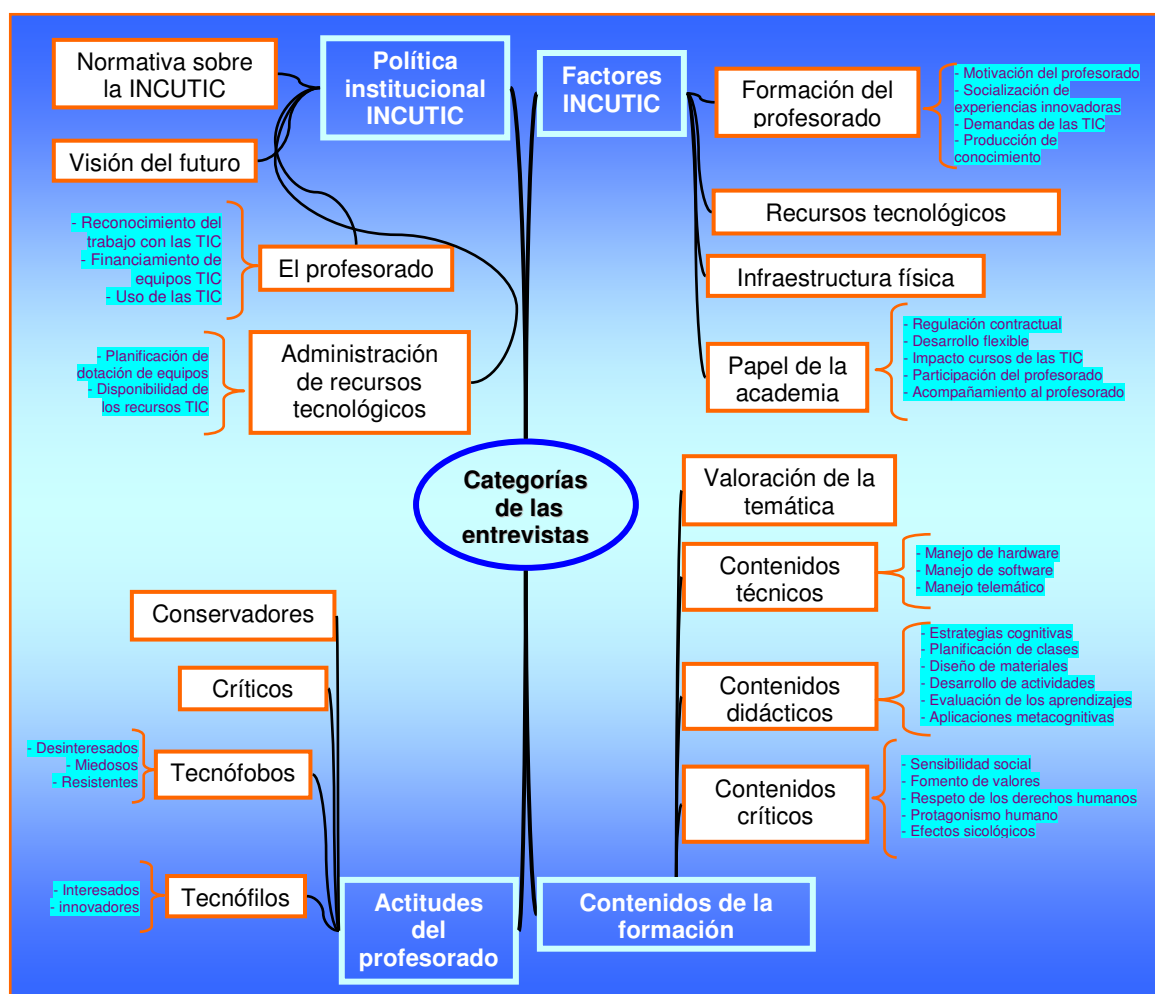 Política
institucional
INCUTIC
Normativa sobre
la INCUTIC
Visión del futuro
El profesorado
- Reconocimiento del
trabajo con las TIC
- Financiamiento de
equipos TIC
- Uso de las TIC
Administración
de recursos
tecnológicos
- Planificación de
dotación de equipos
- Disponibilidad de
los recursos TIC
Factores
INCUTIC
Formación del
profesorado
- Motivación del profesorado
- Socialización de
experiencias innovadoras
- Demandas de las TIC
- Producción de
conocimiento
Recursos tecnológicos
Infraestructura física
Papel de la
academia
- Regulación contractual
- Desarrollo flexible
- Impacto cursos de las TIC
- Participación del profesorado
- Acompañamiento al profesorado
Categorías
de las
entrevistas
Valoración de la
temática
Contenidos
técnicos
- Manejo de hardware
- Manejo de software
- Manejo telemático
Contenidos
didácticos
- Estrategias cognitivas
- Planificación de clases
- Diseño de materiales
- Desarrollo de actividades
- Evaluación de los aprendizajes
- Aplicaciones metacognitivas
Contenidos
críticos
- Sensibilidad social
- Fomento de valores
- Respeto de los derechos humanos
- Protagonismo humano
- Efectos sicológicos
Contenidos de la
formación
Conservadores
Críticos
Tecnófobos
- Desinteresados
- Miedosos
- Resistentes
Tecnófilos
- Interesados
- innovadores
Actitudes
del
profesorado